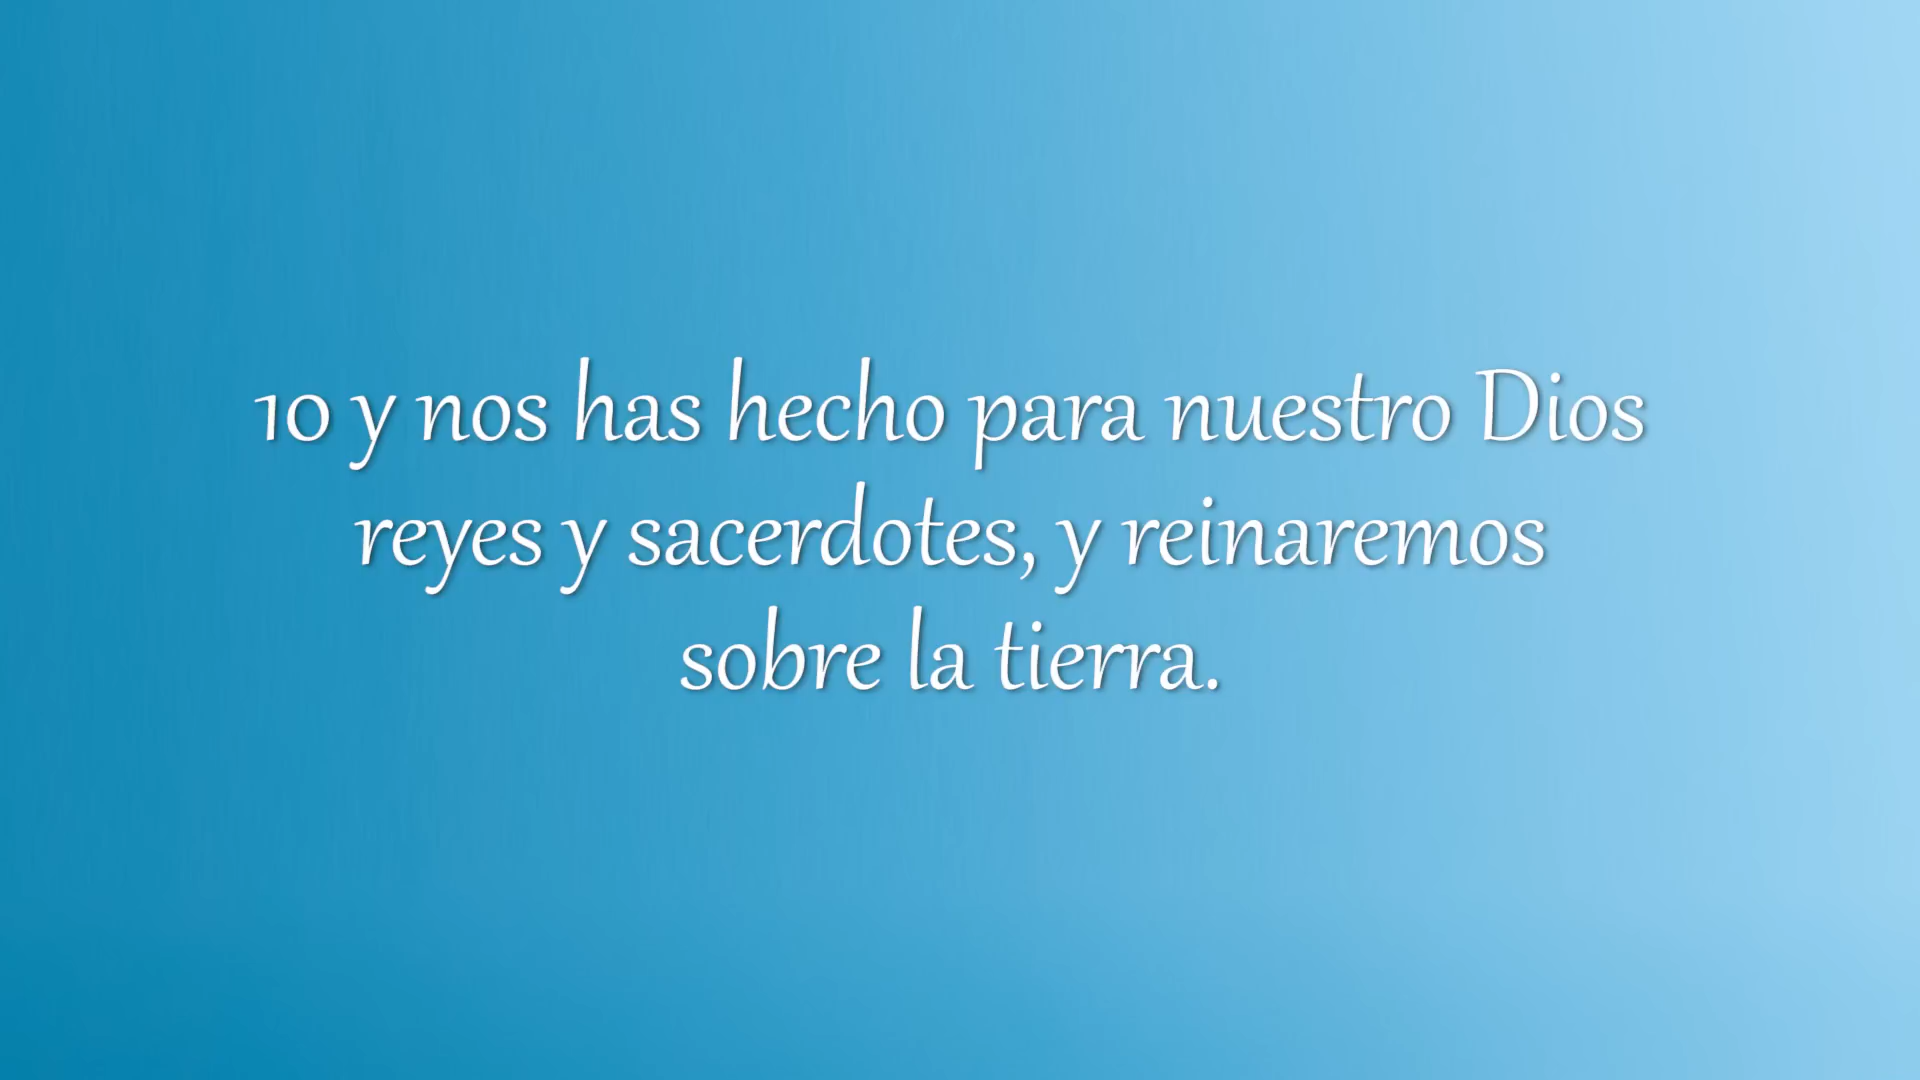 10 y nos has hecho para nuestro Dios
reyes y sacerdotes, y reinaremos
sobre la tierra.